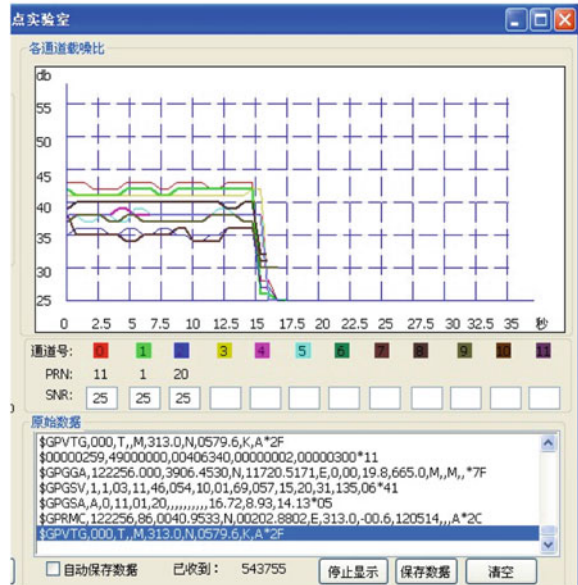 点实验室
各通道载噪比
db
55
50
45
40
35
30
25
0 2.5 5 7.5 10 12.5 15 17.5 20 22.5 25 27.5 30 32.5 35 秒
通道号: 0 1 2 3 4 5 6 7 8 9 10 11
PRN: 11 1 20
SNR: 25 25 25
原始数据
$GPVTG,000,T,,M,313.0,N,0579.6,K,A*2F
$00000259,49000000,00406340,00000002,00000300*11
$GPGGA,122256.000,3906.4530,N,11720.5171,E,0,00,19.8,665.0,M,,M,,*7F
$GPGSV,1,1,03,11,46,054,10,01,69,057,15,20,31,135,06*41
$GPGSA,A,0,11,01,20,,,,,,,,,,16.72,8.93,14.13*05
$GPRMC,122256,86,0040.9533,N,00202.8802,E,313.0,-00.6,120514,,,A*2C
$GPVTG,000,T,,M,313.0,N,0579.6,K,A*2F
自动保存数据 已收到: 543755 停止显示 保存数据 清空